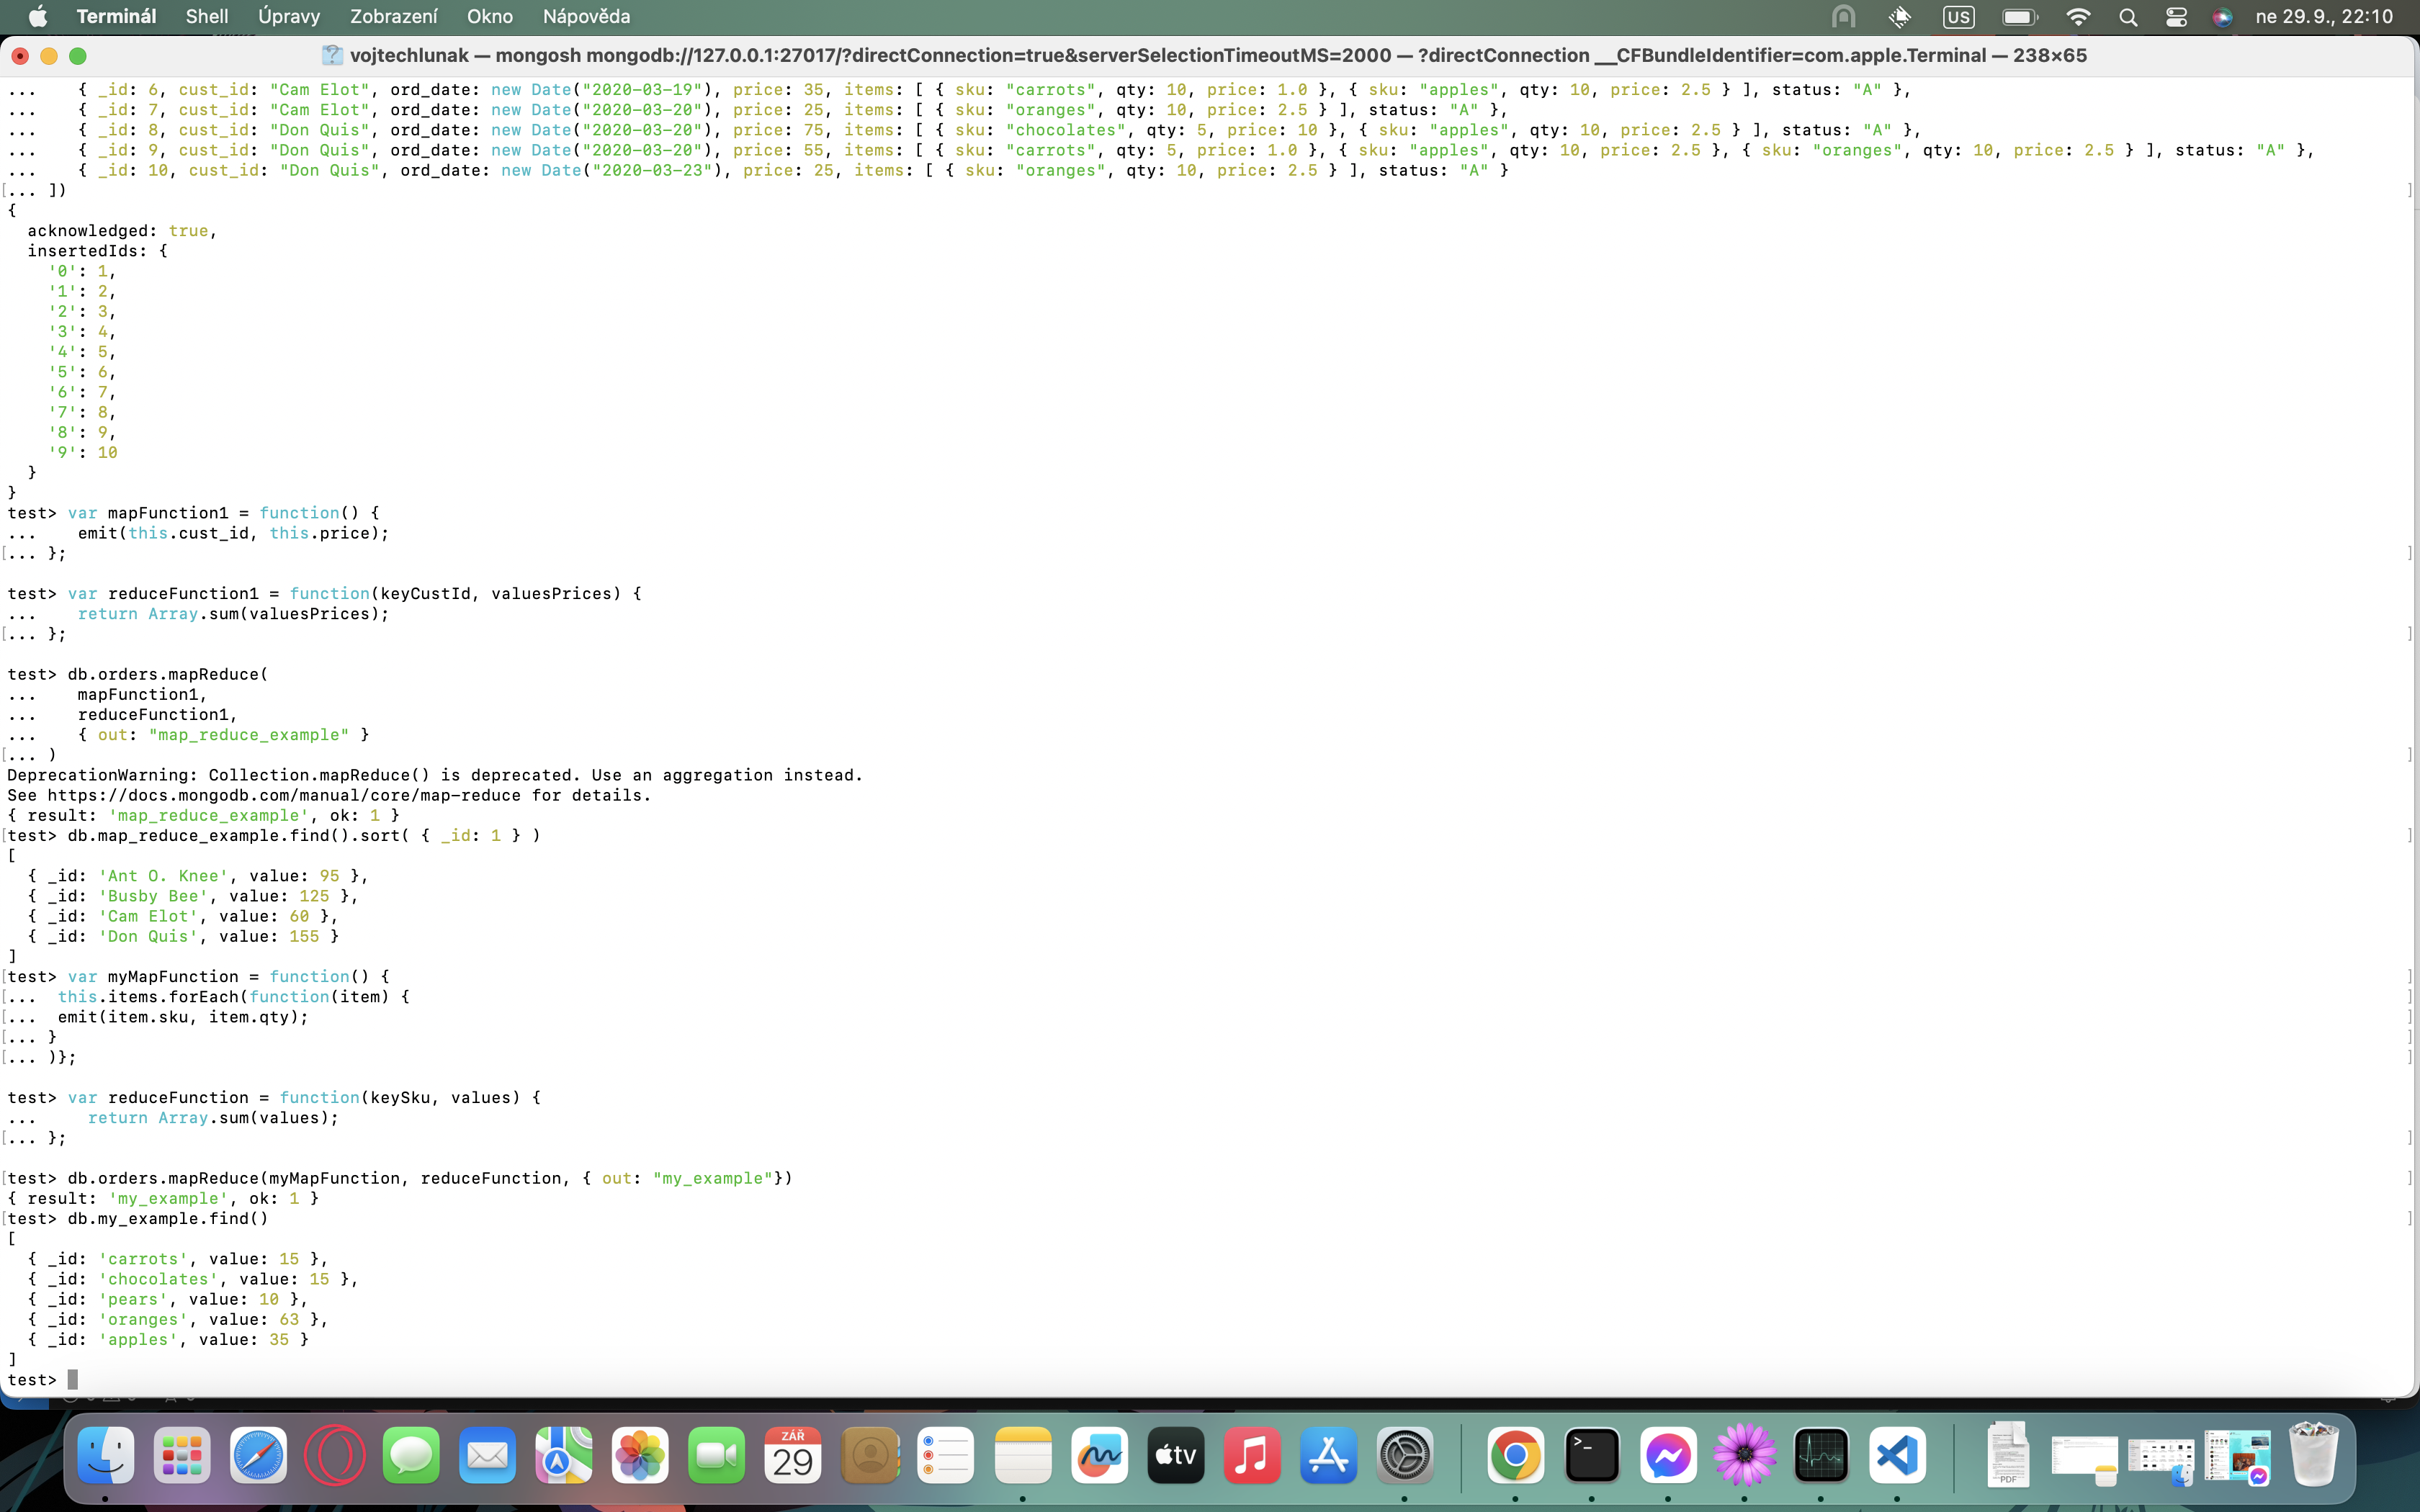 Terminál Shell Úpravy Zobrazení Okno Nápověda US ne 29. 9., 22:10
vojtechlunak — mongosh mongodb://127.0.0.1:27017/?directConnection=true&serverSelectionTimeoutMS=2000 — ?directConnection __CFBundleIdentifier=com.apple.Terminal — 238×65
... { _id: 6, cust_id: "Cam Elot", ord_date: new Date("2020-03-19"), price: 35, items: [ { sku: "carrots", qty: 10, price: 1.0 }, { sku: "apples", qty: 10, price: 2.5 } ], status: "A" },
... { _id: 7, cust_id: "Cam Elot", ord_date: new Date("2020-03-20"), price: 25, items: [ { sku: "oranges", qty: 10, price: 2.5 } ], status: "A" },
... { _id: 8, cust_id: "Don Quis", ord_date: new Date("2020-03-20"), price: 75, items: [ { sku: "chocolates", qty: 5, price: 10 }, { sku: "apples", qty: 10, price: 2.5 } ], status: "A" },
... { _id: 9, cust_id: "Don Quis", ord_date: new Date("2020-03-20"), price: 55, items: [ { sku: "carrots", qty: 5, price: 1.0 }, { sku: "apples", qty: 10, price: 2.5 }, { sku: "oranges", qty: 10, price: 2.5 } ], status: "A" },
... { _id: 10, cust_id: "Don Quis", ord_date: new Date("2020-03-23"), price: 25, items: [ { sku: "oranges", qty: 10, price: 2.5 } ], status: "A" }
[... ]) ]
{
acknowledged: true,
insertedIds: {
'0': 1,
'1': 2,
'2': 3,
'3': 4,
'4': 5,
'5': 6,
'6': 7,
'7': 8,
'8': 9,
'9': 10
}
}
test> var mapFunction1 = function() {
... emit(this.cust_id, this.price);
[... }; ]
test> var reduceFunction1 = function(keyCustId, valuesPrices) {
... return Array.sum(valuesPrices);
[... }; ]
test> db.orders.mapReduce(
... mapFunction1,
... reduceFunction1,
... { out: "map_reduce_example" }
[... ) ]
DeprecationWarning: Collection.mapReduce() is deprecated. Use an aggregation instead.
See https://docs.mongodb.com/manual/core/map-reduce for details.
{ result: 'map_reduce_example', ok: 1 }
[test> db.map_reduce_example.find().sort( { _id: 1 } ) ]
[
{ _id: 'Ant O. Knee', value: 95 },
{ _id: 'Busby Bee', value: 125 },
{ _id: 'Cam Elot', value: 60 },
{ _id: 'Don Quis', value: 155 }
]
[test> var myMapFunction = function() { ]
[... this.items.forEach(function(item) { ]
[... emit(item.sku, item.qty); ]
[... } ]
[... )}; ]
test> var reduceFunction = function(keySku, values) {
... return Array.sum(values);
[... }; ]
[test> db.orders.mapReduce(myMapFunction, reduceFunction, { out: "my_example"}) ]
{ result: 'my_example', ok: 1 }
[test> db.my_example.find() ]
[
{ _id: 'carrots', value: 15 },
{ _id: 'chocolates', value: 15 },
{ _id: 'pears', value: 10 },
{ _id: 'oranges', value: 63 },
{ _id: 'apples', value: 35 }
]
test>
ZÁŘ
29
tv
PDF